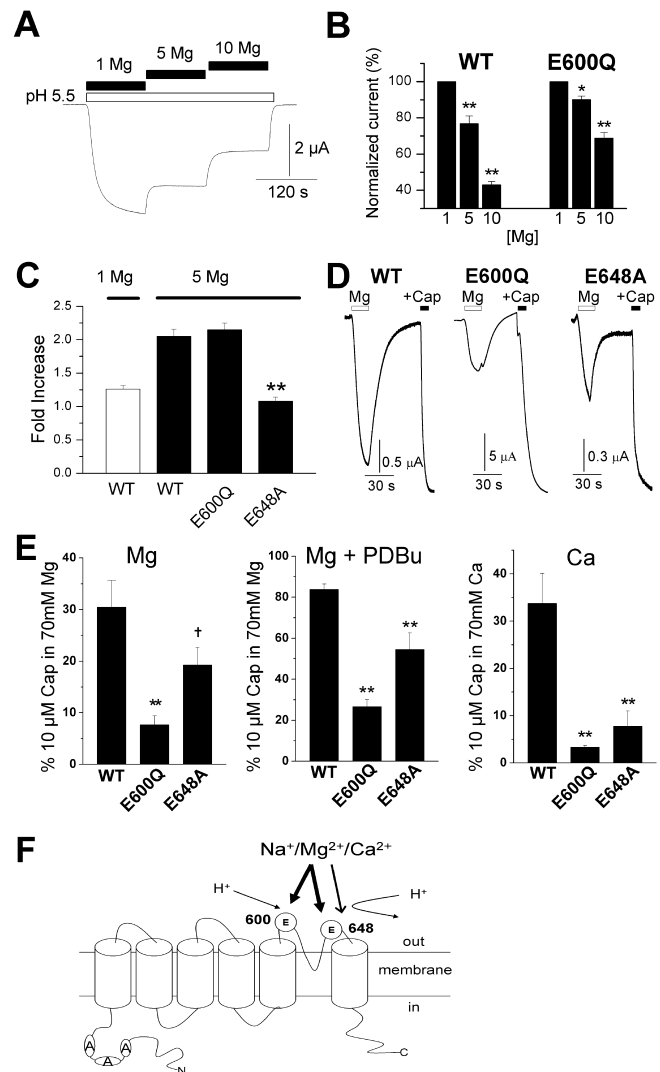 A
1 Mg
5 Mg
10 Mg
pH 5.5
2 µA
120 s
B
WT
E600Q
Normalized current (%)
100
80
60
40
**
**
*
**
1 5 10
1 5 10
[Mg]
C
1 Mg
5 Mg
Fold Increase
2.5
2.0
1.5
1.0
0.5
0.0
**
WT
WT
E600Q
E648A
D
WT
E600Q
E648A
Mg
+Cap
Mg
+Cap
Mg
+Cap
0.5 µA
30 s
5 µA
30 s
0.3 µA
30 s
E
Mg
% 10 µM Cap in 70mM Mg
40
30
20
10
0
**
†
WT
E600Q
E648A
Mg + PDBu
% 10 µM Cap in 70mM Mg
100
80
60
40
20
0
**
**
WT
E600Q
E648A
Ca
% 10 µM Cap in 70mM Ca
40
30
20
10
0
**
**
WT
E600Q
E648A
F
Na⁺/Mg²⁺/Ca²⁺
H⁺
H⁺
600
E
E
648
out
membrane
in
A
A
A
N
C